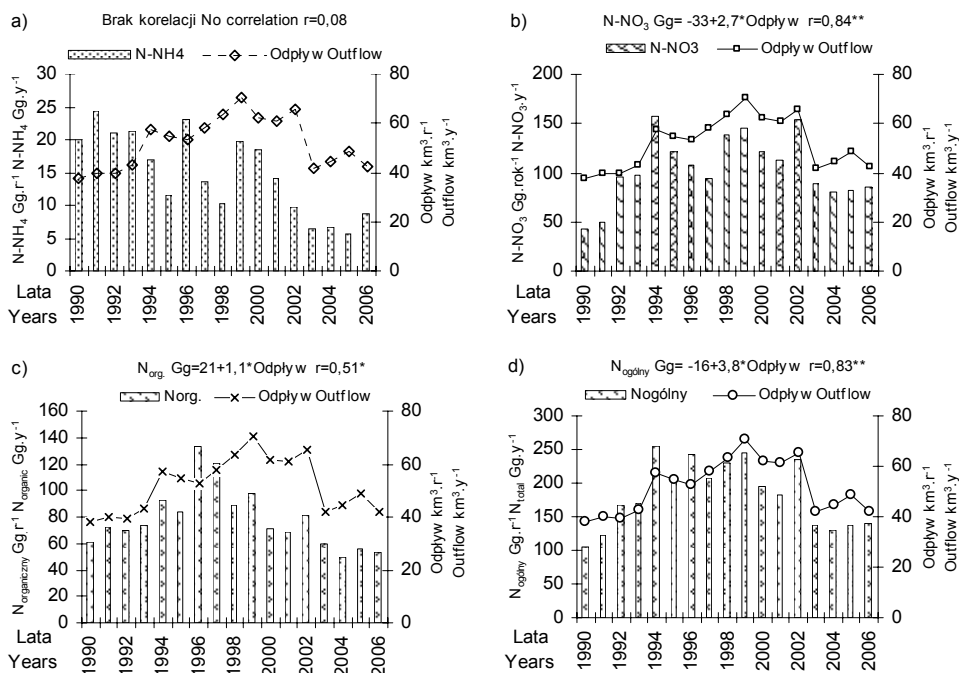 a) Brak korelacji No correlation r=0,08
N-NH4 Odpływ Outflow
N-NH₄ Gg.r⁻¹ N-NH₄ Gg.y⁻¹
30
25
20
15
10
5
0
80
60
40
20
0
Odpływ km³.r⁻¹
Outflow km³.y⁻¹
Lata
Years
1990 1992 1994 1996 1998 2000 2002 2004 2006
b) N-NO₃ Gg= -33+2,7*Odpływ r=0,84**
N-NO3 Odpływ Outflow
N-NO₃ Gg.rok⁻¹ N-NO₃.y⁻¹
200
150
100
50
0
80
60
40
20
0
Odpływ km³.r⁻¹
Outflow km³.y⁻¹
Lata
Years
1990 1992 1994 1996 1998 2000 2002 2004 2006
c) Norg. Gg=21+1,1*Odpływ r=0,51*
Norg. Odpływ Outflow
Norganiczny Gg.r⁻¹ Norganic Gg.y⁻¹
160
140
120
100
80
60
40
20
0
80
60
40
20
0
Odpływ km³.r⁻¹
Outflow km³.y⁻¹
Lata
Years
1990 1992 1994 1996 1998 2000 2002 2004 2006
d) Nogólny Gg= -16+3,8*Odpływ r=0,83**
Nogólny Odpływ Outflow
Nogólny Gg.r⁻¹ Ntotal Gg.y⁻¹
300
250
200
150
100
50
0
80
60
40
20
0
Odpływ km³.r⁻¹
Outflow km³.y⁻¹
Lata
Years
1990 1992 1994 1996 1998 2000 2002 2004 2006